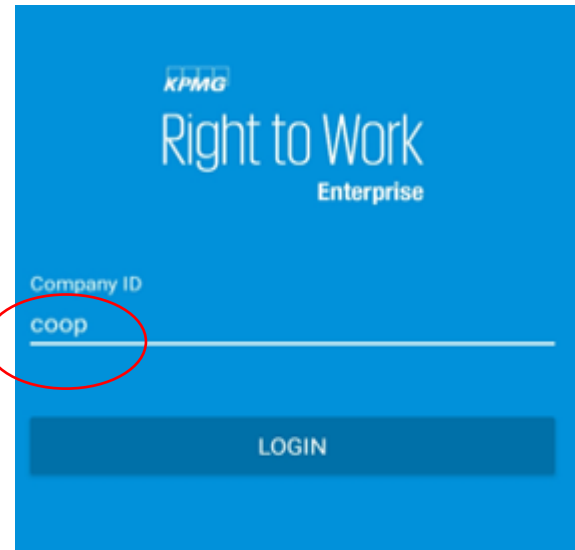 KPMG
Right to Work
Enterprise
Company ID
coop
LOGIN